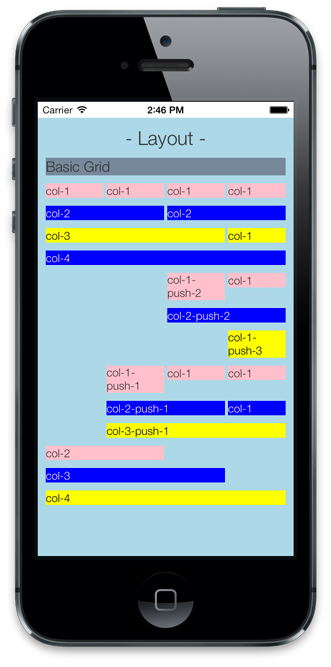 Carrier 2:46 PM
- Layout -
Basic Grid
col-1 col-1 col-1 col-1
col-2 col-2
col-3 col-1
col-4
col-1- col-1
push-2
col-2-push-2
col-1-
push-3
col-1- col-1 col-1
push-1
col-2-push-1 col-1
col-3-push-1
col-2
col-3
col-4